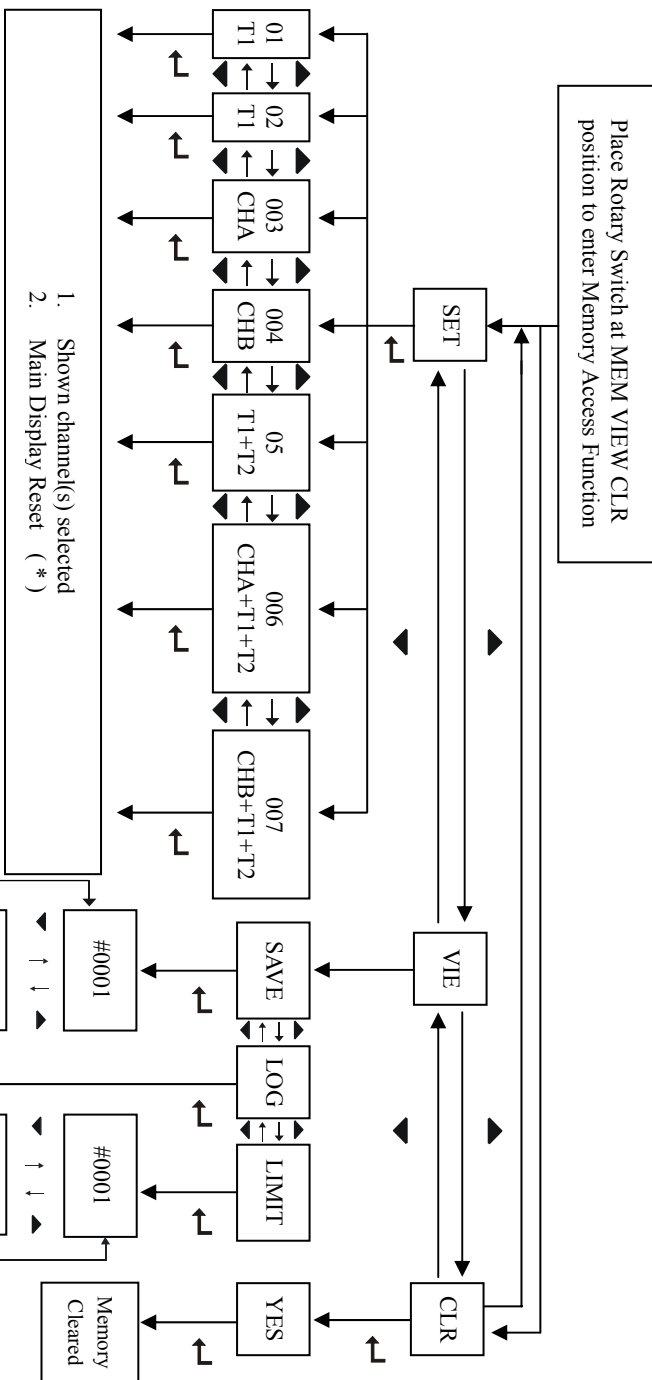 Place Rotary Switch at MEM VIEW CLR
position to enter Memory Access Function
SET
VIE
CLR
01
T1
02
T1
003
CHA
004
CHB
05
T1+T2
006
CHA+T1+T2
007
CHB+T1+T2
SAVE
LOG
LIMIT
YES
1. Shown channel(s) selected
2. Main Display Reset ( * )
#0001
#0001
Memory
Cleared